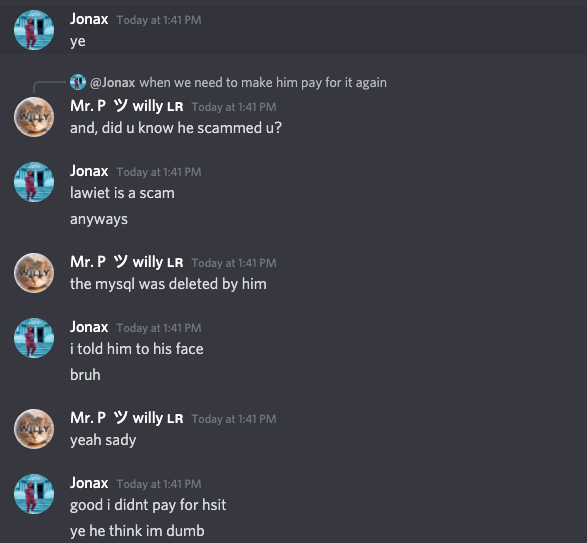 Jonax Today at 1:41 PM
ye
@Jonax when we need to make him pay for it again
Mr. P ツ willy LR Today at 1:41 PM
and, did u know he scammed u?
Jonax Today at 1:41 PM
lawiet is a scam
anyways
Mr. P ツ willy LR Today at 1:41 PM
the mysql was deleted by him
Jonax Today at 1:41 PM
i told him to his face
bruh
Mr. P ツ willy LR Today at 1:41 PM
yeah sady
Jonax Today at 1:41 PM
good i didnt pay for hsit
ye he think im dumb